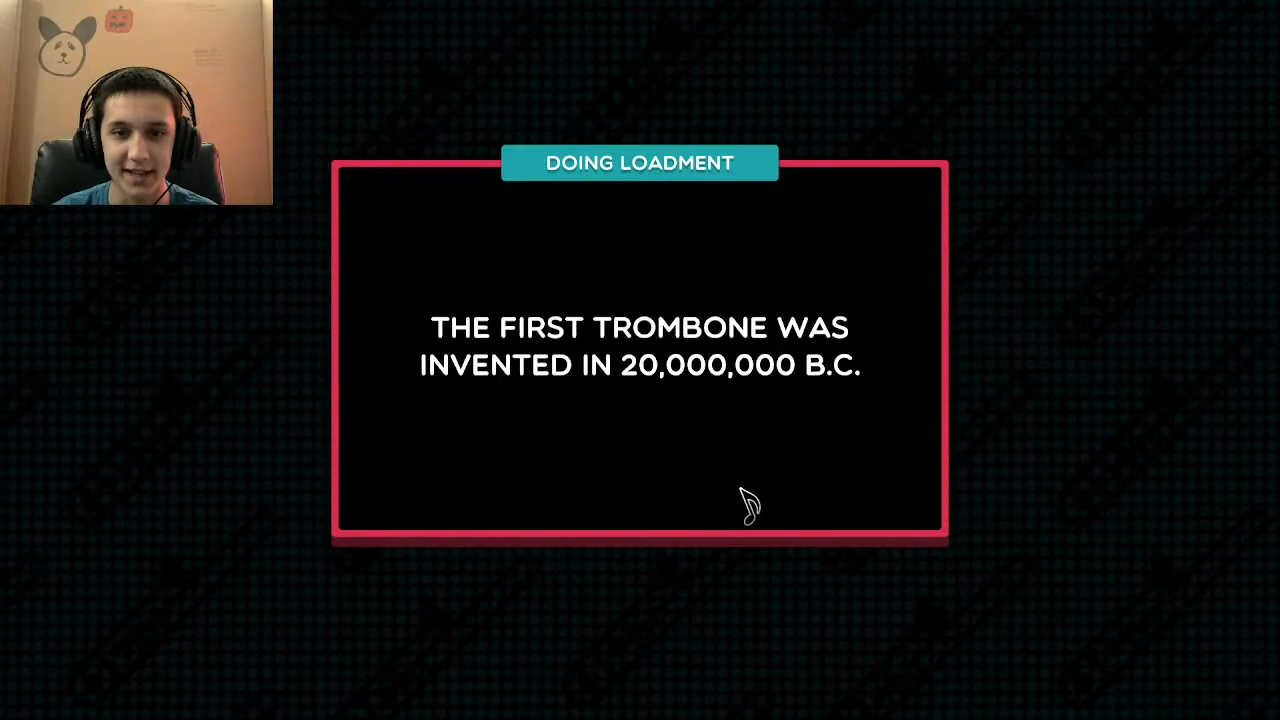 DOING LOADMENT
THE FIRST TROMBONE WAS
INVENTED IN 20,000,000 B.C.